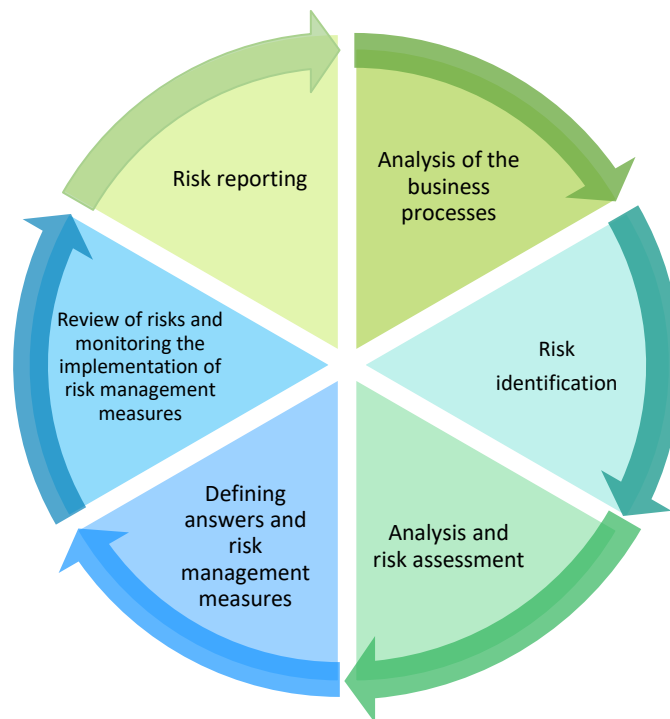 Analysis of the
business
processes
Risk
identification
Analysis and
risk assessment
Defining
answers and
risk
management
measures
Review of risks and
monitoring the
implementation of
risk management
measures
Risk reporting